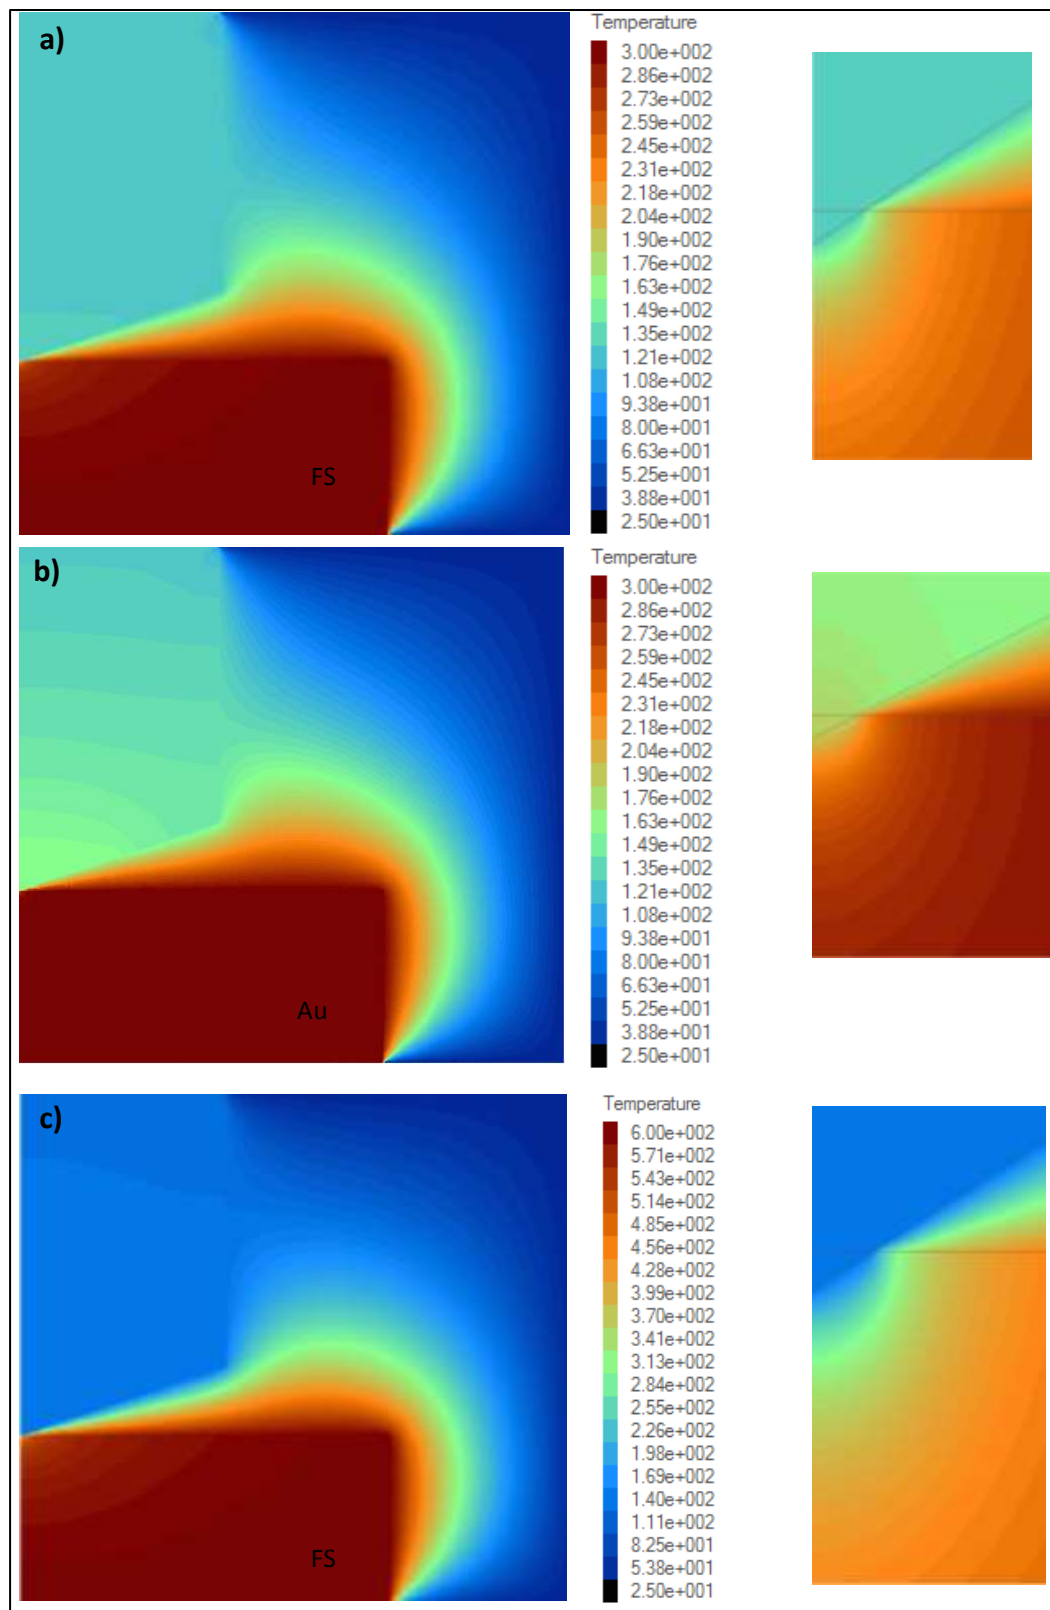 a)
Temperature
3.00e+002
2.86e+002
2.73e+002
2.59e+002
2.45e+002
2.31e+002
2.18e+002
2.04e+002
1.90e+002
1.76e+002
1.63e+002
1.49e+002
1.35e+002
1.21e+002
1.08e+002
9.38e+001
8.00e+001
6.63e+001
5.25e+001
3.88e+001
2.50e+001
FS
b)
Temperature
3.00e+002
2.86e+002
2.73e+002
2.59e+002
2.45e+002
2.31e+002
2.18e+002
2.04e+002
1.90e+002
1.76e+002
1.63e+002
1.49e+002
1.35e+002
1.21e+002
1.08e+002
9.38e+001
8.00e+001
6.63e+001
5.25e+001
3.88e+001
2.50e+001
Au
c)
Temperature
6.00e+002
5.71e+002
5.43e+002
5.14e+002
4.85e+002
4.56e+002
4.28e+002
3.99e+002
3.70e+002
3.41e+002
3.13e+002
2.84e+002
2.55e+002
2.26e+002
1.98e+002
1.69e+002
1.40e+002
1.11e+002
8.25e+001
5.38e+001
2.50e+001
FS